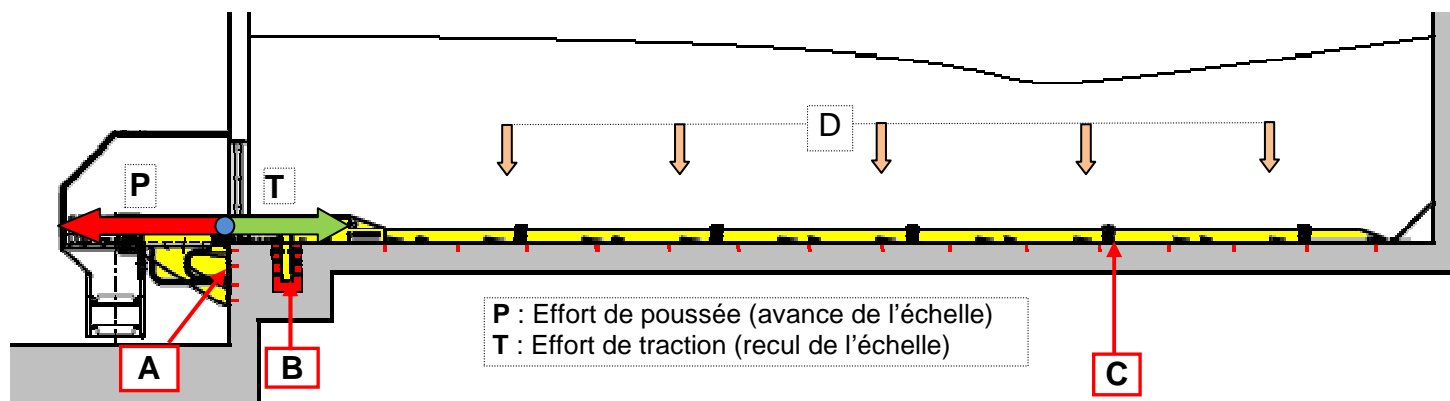 D
P
T
P : Effort de poussée (avance de l’échelle)
T : Effort de traction (recul de l’échelle)
A
B
C